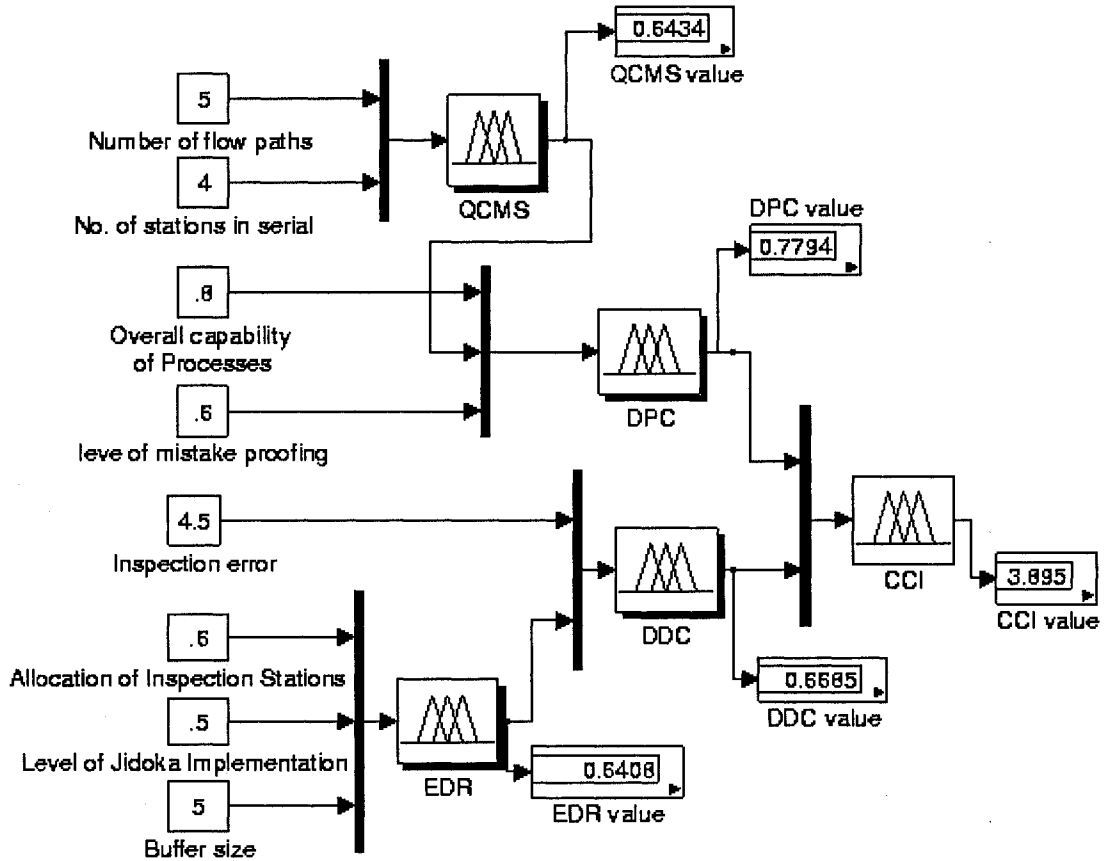 0.6434
QCMS value
5
Number of flow paths
4
No. of stations in serial
QCMS
DPC value
0.7794
.8
Overall capability
of Processes
DPC
.6
leve of mistake proofing
4.5
Inspection error
DDC
CCI
3.895
CCI value
.6
Allocation of Inspection Stations
.5
Level of Jidoka Implementation
EDR
5
Buffer size
0.6408
EDR value
0.6685
DDC value